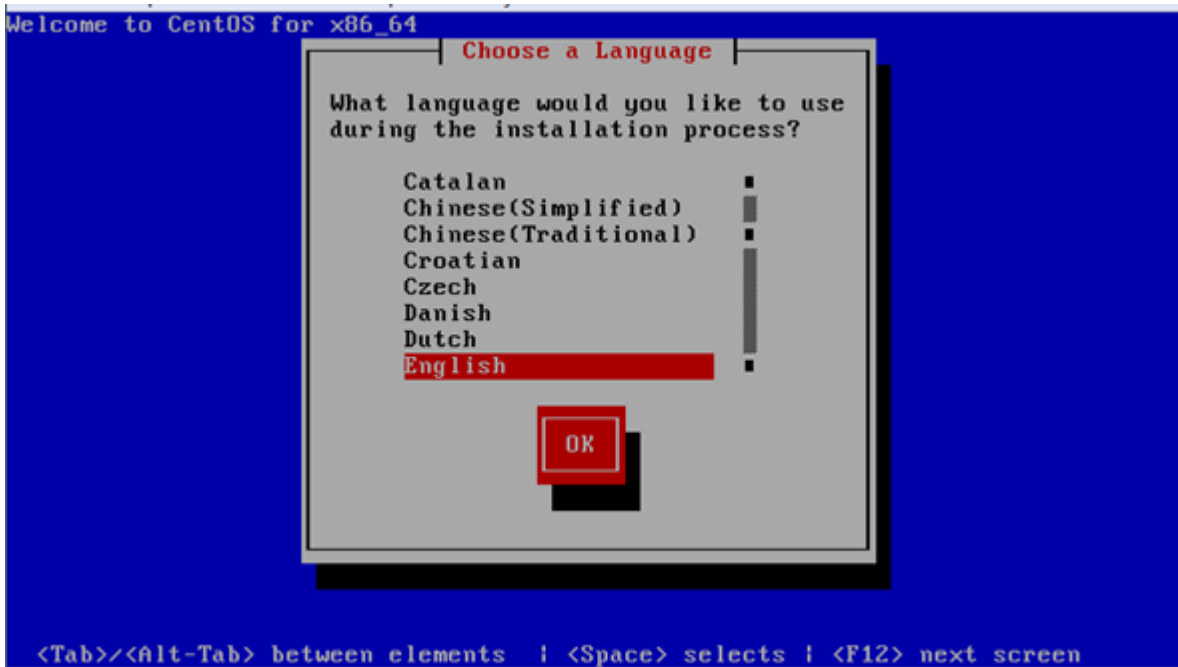 Welcome to CentOS for x86_64
Choose a Language
What language would you like to use
during the installation process?
Catalan
Chinese(Simplified)
Chinese(Traditional)
Croatian
Czech
Danish
Dutch
English
OK
<Tab>/<Alt-Tab> between elements | <Space> selects | <F12> next screen